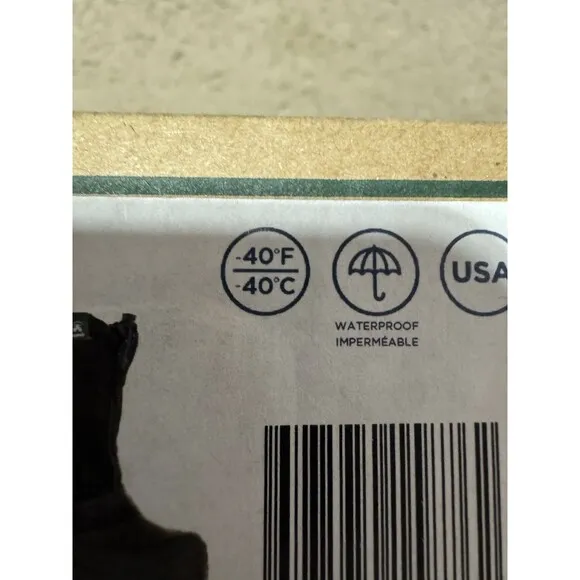 -40°F
-40°C
USA
WATERPROOF
IMPERMÉABLE